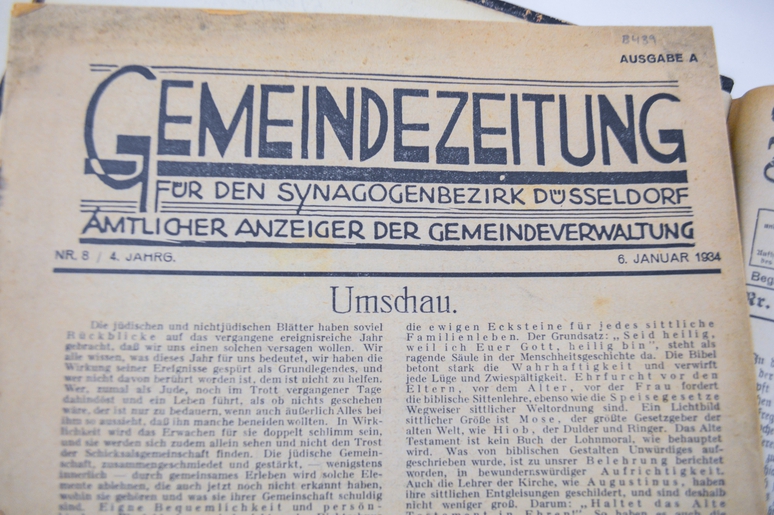 8439
AUSGABE A
GEMEINDEZEITUNG
FÜR DEN SYNAGOGENBEZIRK DÜSSELDORF
AMTLICHER ANZEIGER DER GEMEINDEVERWALTUNG
NR. 8 / 4. JAHRG.
6. JANUAR 1934
Umschau.
Die jüdischen und nichtjüdischen Blätter haben soviel
Rückblicke auf das vergangene ereignisreiche Jahr
gebracht, daß wir uns einen solchen versagen wollen. Wir
alle wissen, was dieses Jahr für uns bedeutet, wir haben die
Wirkung seiner Ereignisse gespürt als Grundlegendes, und
wer nicht davon berührt worden ist, dem ist nicht zu helfen.
Wer, zumal als Jude, noch im Trott vergangener Tage
dahindöst und ein Leben führt, als ob nichts geschehen
wäre, der ist nur zu bedauern, wenn auch äußerlich Alles bei
ihm so aussieht, daß ihn manche beneiden wollten. In Wirk-
lichkeit wird das Erwachen für sie doppelt schlimm sein,
und sie werden sich zudem allein sehen und nicht den Trost
der Schicksalsgemeinschaft finden. Die jüdische Gemein-
schaft, zusammengeschmiedet und gestärkt, — wenigstens
innerlich — durch gemeinsames Erleben wird solche Ele-
mente ablehnen, die auch jetzt noch nicht erkannt haben,
wohin sie gehören und was sie ihrer Gemeinschaft schuldig
sind. Eigne Bequemlichkeit und persön-
die ewigen Ecksteine für jedes sittliche
Familienleben. Der Grundsatz: „Seid heilig,
weil ich Euer Gott, heilig bin“, steht als
ragende Säule in der Menschheitsgeschichte da. Die Bibel
betont stark die Wahrhaftigkeit und verwirft
jede Lüge und Zwiespältigkeit. Ehrfurcht vor den
Eltern, vor dem Alter, vor der Frau fordert
die biblische Sittenlehre, ebenso wie die Speisegesetze
Wegweiser sittlicher Weltordnung sind. Ein Lichtbild
sittlicher Größe ist Mose, der größte Gesetzgeber der
alten Welt, wie Hiob, der Dulder und Ringer. Das Alte
Testament ist kein Buch der Lohnmoral, wie behauptet
wird. Was von biblischen Gestalten Unwürdiges auf-
geschrieben wurde, ist zu unsrer Belehrung berichtet
worden, in bewundernswürdiger Aufrichtigkeit.
Auch die Lehrer der Kirche, wie Augustinus, haben
ihre sittlichen Entgleisungen geschildert, und sind deshalb
nicht weniger groß. Darum: „Haltet das Alte
Testament in Ehren!“ So haben es auch die